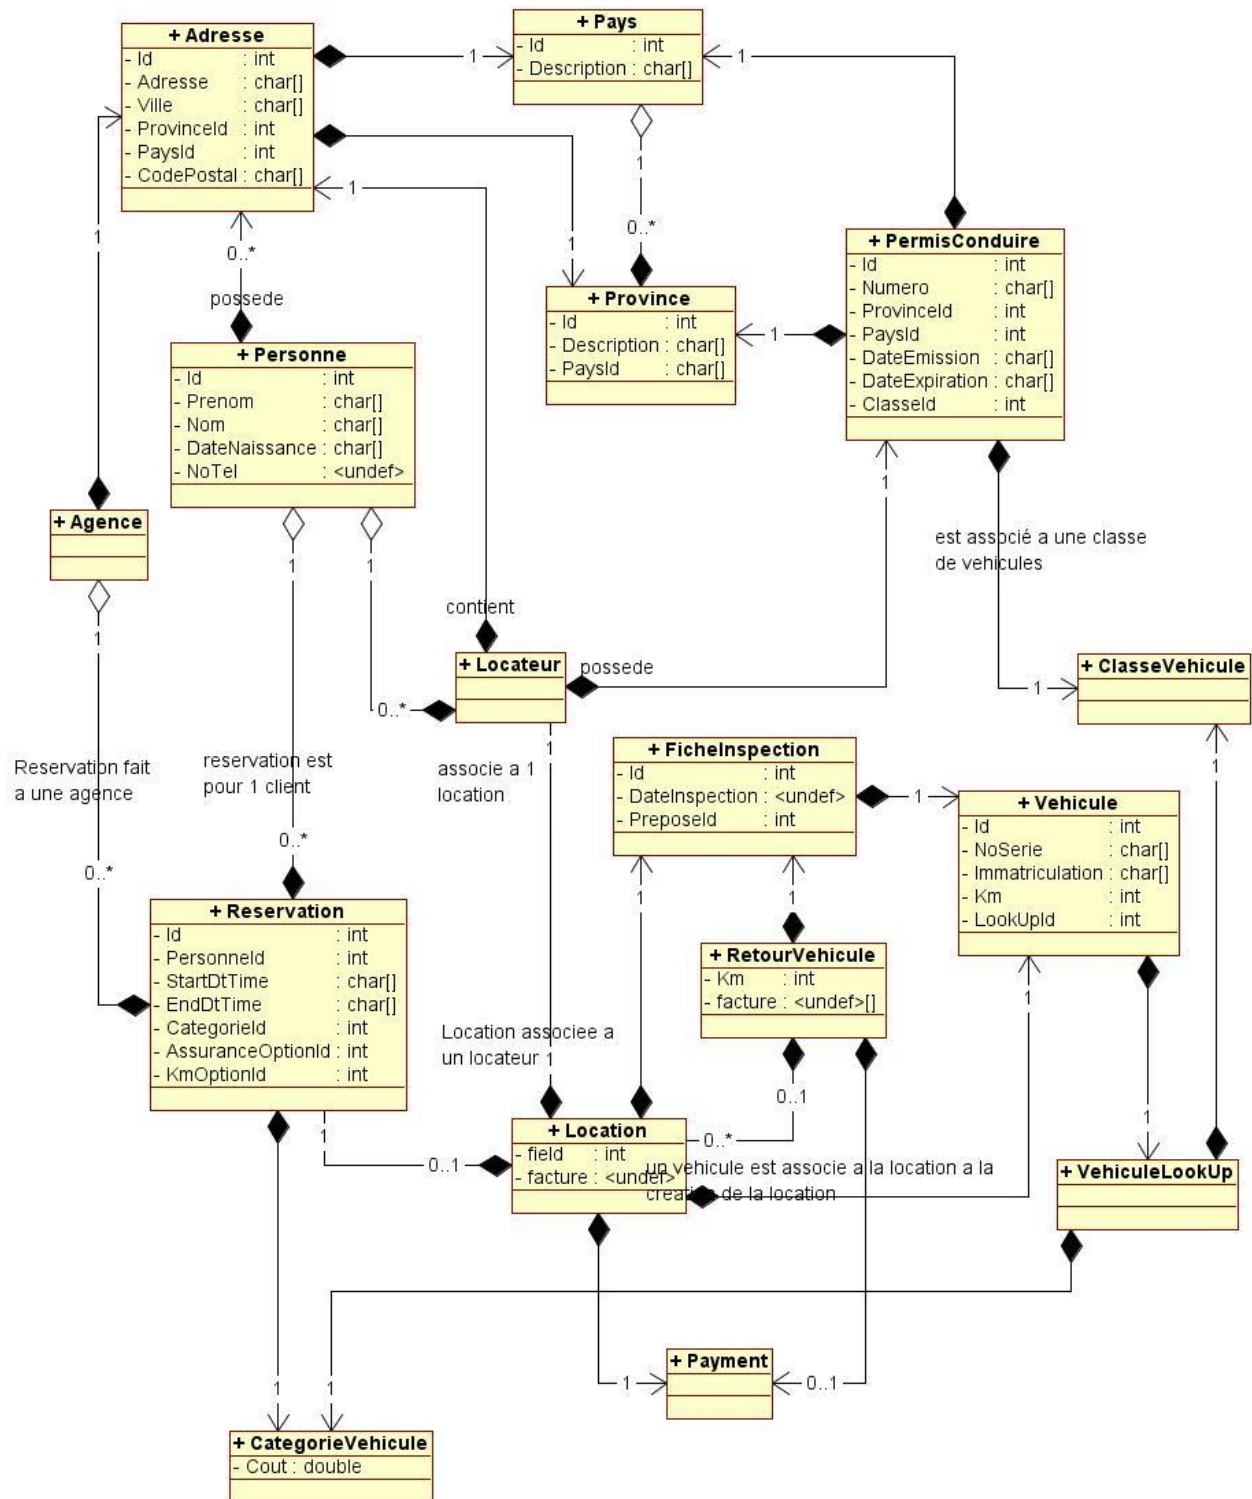 + Adresse
- Id : int
- Adresse : char[]
- Ville : char[]
- ProvinceId : int
- PaysId : int
- CodePostal : char[]
+ Pays
- Id : int
- Description : char[]
1
1
1
1
1
0..*
1
0..*
possede
+ Province
- Id : int
- Description : char[]
- PaysId : char[]
1
+ PermisConduire
- Id : int
- Numero : char[]
- ProvinceId : int
- PaysId : int
- DateEmission : char[]
- DateExpiration : char[]
- ClasseId : int
+ Personne
- Id : int
- Prenom : char[]
- Nom : char[]
- DateNaissance : char[]
- NoTel : <undef>
+ Agence
1
1
1
1
est associé a une classe
de vehicules
contient
+ Locateur
possede
0..*
1
+ ClasseVehicule
1
1
Reservation fait
a une agence
reservation est
pour 1 client
associe a 1
location
0..*
0..*
+ FicheInspection
- Id : int
- DateInspection : <undef>
- PreposeId : int
1
+ Vehicule
- Id : int
- NoSerie : char[]
- Immatriculation : char[]
- Km : int
- LookUpId : int
1
1
+ Reservation
- Id : int
- PersonneId : int
- StartDtTime : char[]
- EndDtTime : char[]
- CategorieId : int
- AssuranceOptionId : int
- KmOptionId : int
+ RetourVehicule
- Km : int
- facture : <undef>[]
1
Location associee a
un locateur 1
0..1
1
1
0..1
+ Location
- field : int
- facture : <undef>
0..*
un vehicule est associe a la location a la
creation de la location
+ VehiculeLookUp
+ Payment
1
0..1
1
1
+ CategorieVehicule
- Cout : double